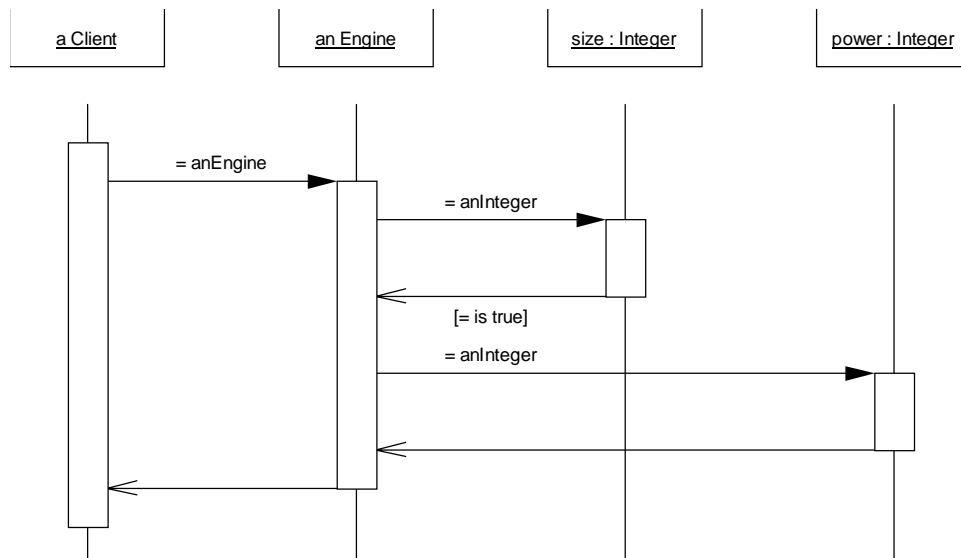 a Client
an Engine
size : Integer
power : Integer
= anEngine
= anInteger
[= is true]
= anInteger